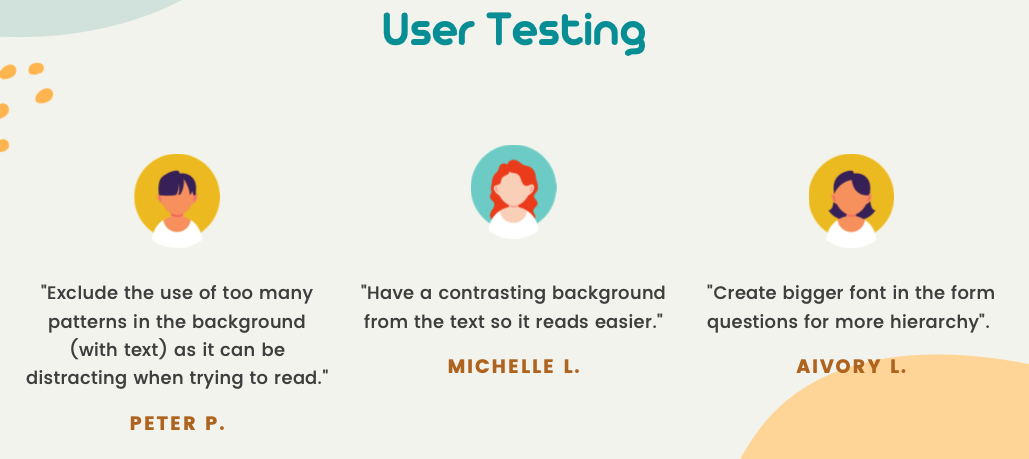 User Testing
"Exclude the use of too many
patterns in the background
(with text) as it can be
distracting when trying to read."
PETER P.
"Have a contrasting background
from the text so it reads easier."
MICHELLE L.
"Create bigger font in the form
questions for more hierarchy".
AIVORY L.